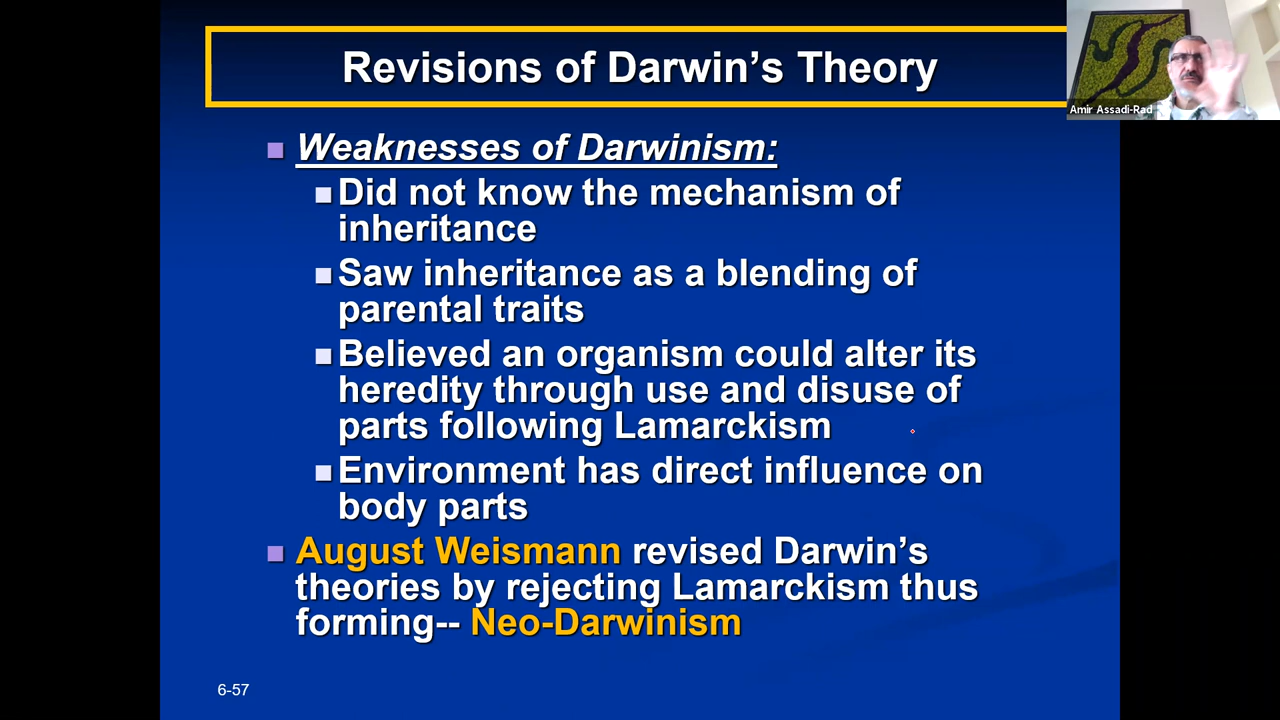 Revisions of Darwin's Theory
Amir Assadi-Rad
Weaknesses of Darwinism:
Did not know the mechanism of
inheritance
Saw inheritance as a blending of
parental traits
Believed an organism could alter its
heredity through use and disuse of
parts following Lamarckism
Environment has direct influence on
body parts
August Weismann revised Darwin's
theories by rejecting Lamarckism thus
forming-- Neo-Darwinism
6-57